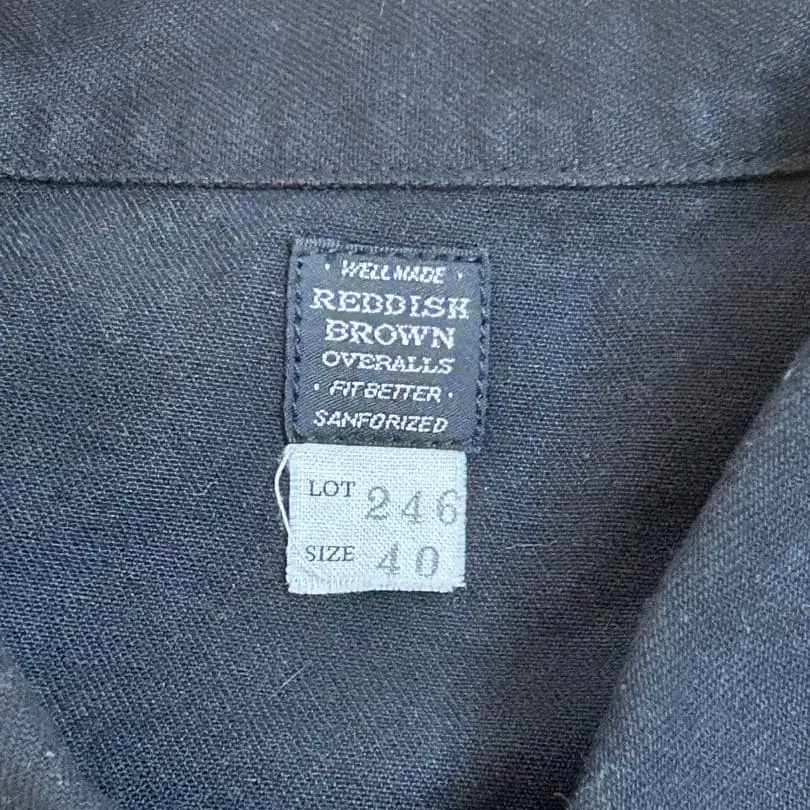 · WELL MADE ·
REDDISH
BROWN
OVERALLS
· FIT BETTER ·
SANFORIZED
LOT 246
SIZE 40